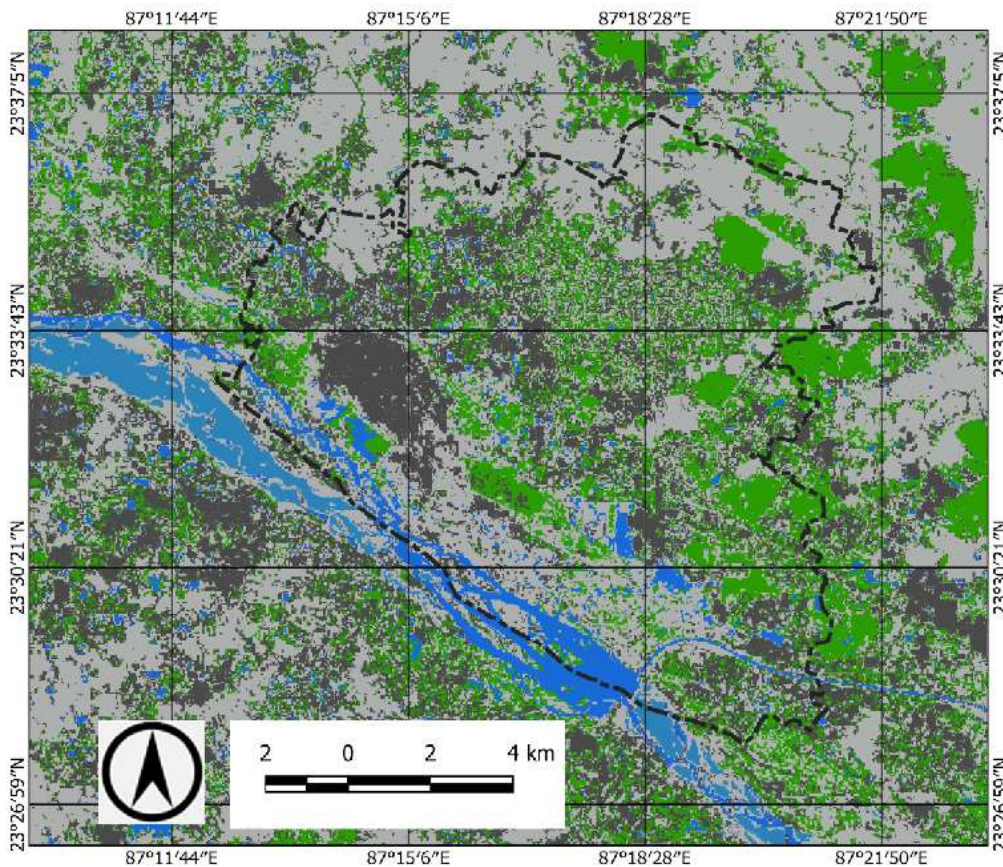 87°11′44″E 87°15′6″E 87°18′28″E 87°21′50″E
23°37′5″N 23°37′5″N
23°33′43″N 23°33′43″N
23°30′21″N 23°30′21″N
2 0 2 4 km
23°26′59″N 23°26′59″N
87°11′44″E 87°15′6″E 87°18′28″E 87°21′50″E